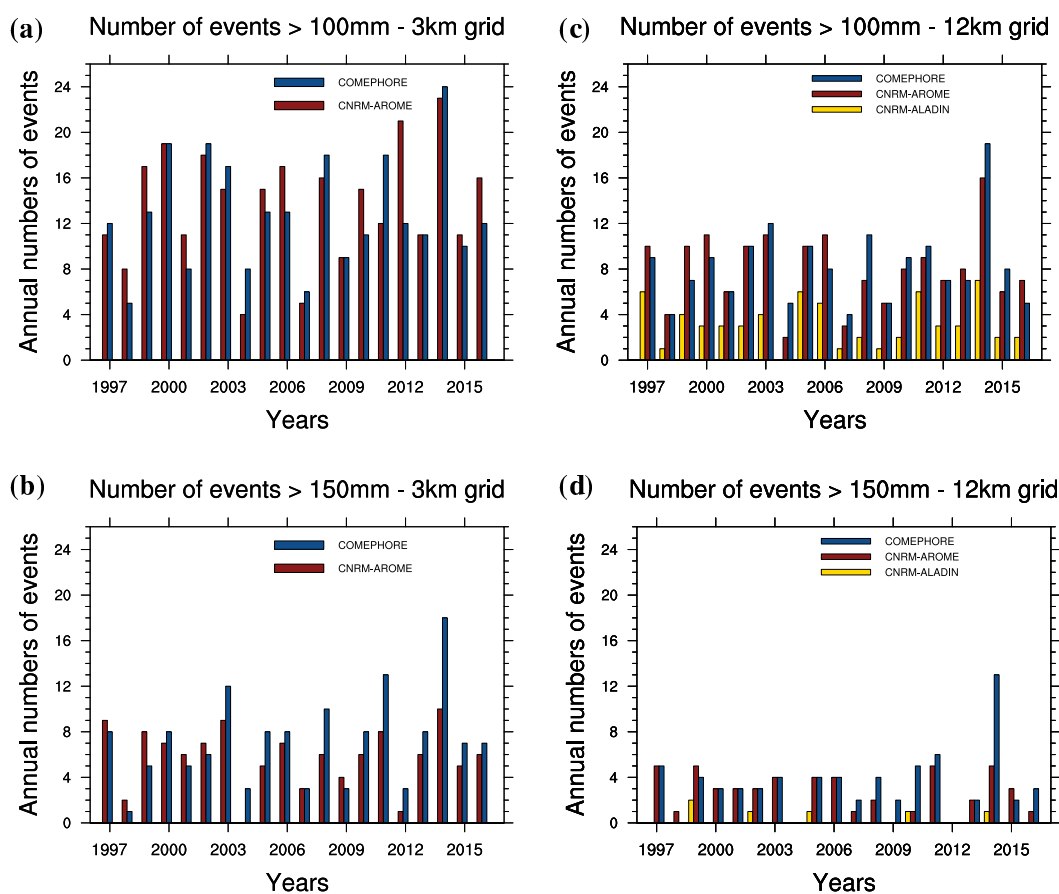 (a) Number of events > 100mm - 3km grid
Annual numbers of events
24
20
16
12
8
4
0
COMEPHORE
CNRM-AROME
1997 2000 2003 2006 2009 2012 2015
Years
(c) Number of events > 100mm - 12km grid
Annual numbers of events
24
20
16
12
8
4
0
COMEPHORE
CNRM-AROME
CNRM-ALADIN
1997 2000 2003 2006 2009 2012 2015
Years
(b) Number of events > 150mm - 3km grid
Annual numbers of events
24
20
16
12
8
4
0
COMEPHORE
CNRM-AROME
1997 2000 2003 2006 2009 2012 2015
Years
(d) Number of events > 150mm - 12km grid
Annual numbers of events
24
20
16
12
8
4
0
COMEPHORE
CNRM-AROME
CNRM-ALADIN
1997 2000 2003 2006 2009 2012 2015
Years